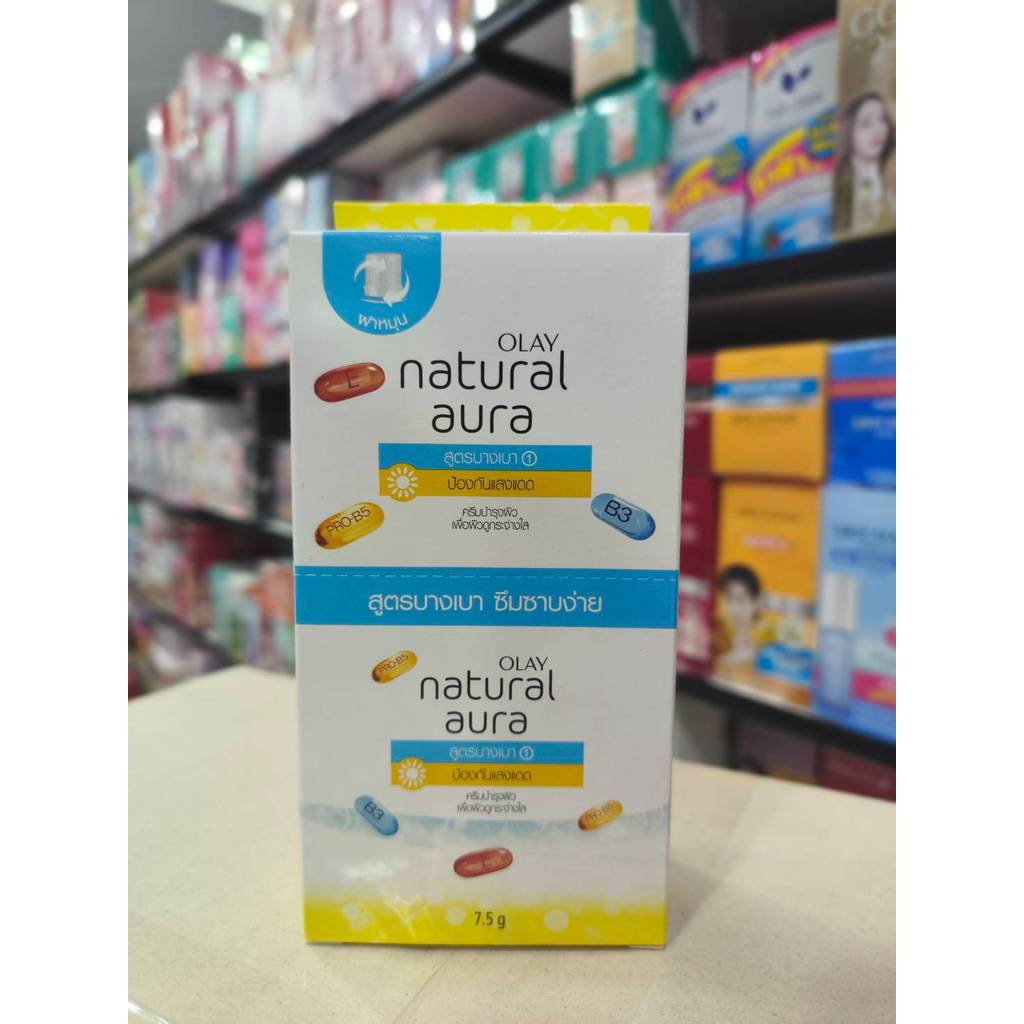 ฝาหมุน
OLAY
natural
aura
E
สูตรบางเบา 1
ป้องกันแสงแดด
PRO-B5
B3
ครีมบำรุงผิว
เพื่อผิวดูกระจ่างใส
สูตรบางเบา ซึมซาบง่าย
PRO-B5
OLAY
natural
aura
สูตรบางเบา 1
ป้องกันแสงแดด
ครีมบำรุงผิว
เพื่อผิวดูกระจ่างใส
B3
PRO-B5
E
7.5 g